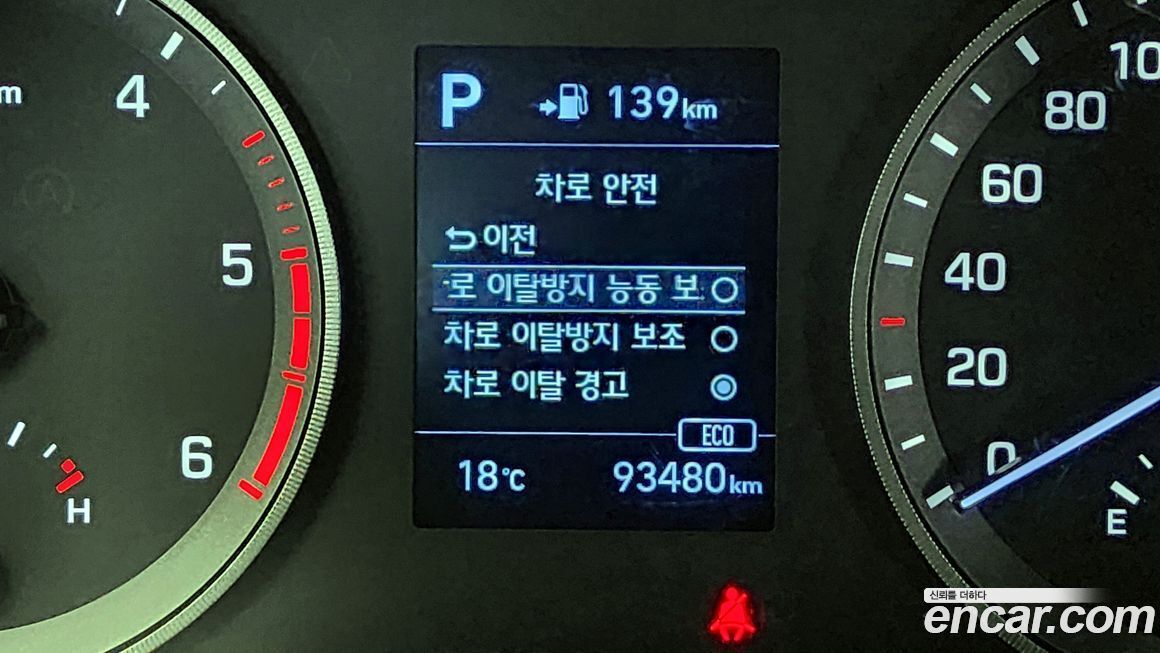 P 139km
차로 안전
이전
로 이탈방지 능동 보
차로 이탈방지 보조
차로 이탈 경고
ECO
18°C 93480km
4
5
6
H
100
80
60
40
20
0
E
신뢰를 더하다
encar.com